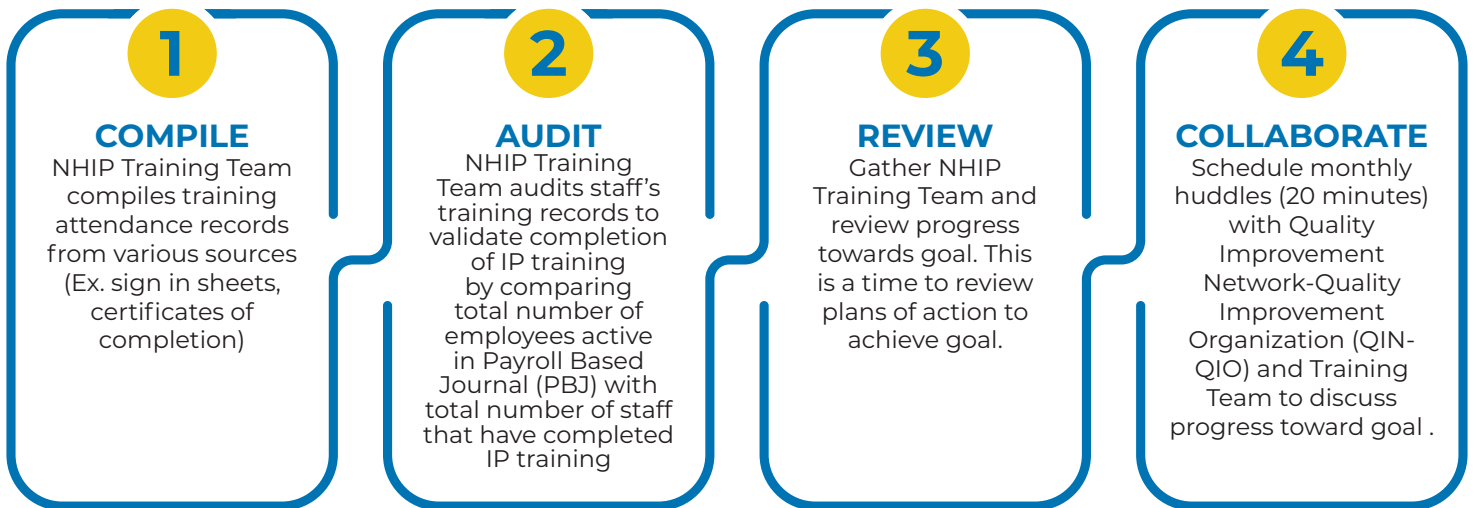 1
COMPILE
NHIP Training Team
compiles training
attendance records
from various sources
(Ex. sign in sheets,
certificates of
completion)
2
AUDIT
NHIP Training
Team audits staff’s
training records to
validate completion
of IP training
by comparing
total number of
employees active
in Payroll Based
Journal (PBJ) with
total number of staff
that have completed
IP training
3
REVIEW
Gather NHIP
Training Team and
review progress
towards goal. This
is a time to review
plans of action to
achieve goal.
4
COLLABORATE
Schedule monthly
huddles (20 minutes)
with Quality
Improvement
Network-Quality
Improvement
Organization (QIN-
QIO) and Training
Team to discuss
progress toward goal .